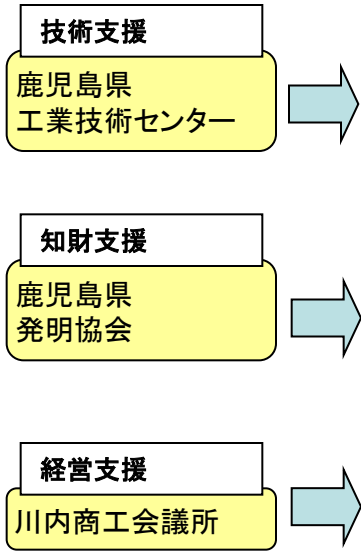 技術支援
鹿児島県
工業技術センター
知財支援
鹿児島県
発明協会
経営支援
川内商工会議所